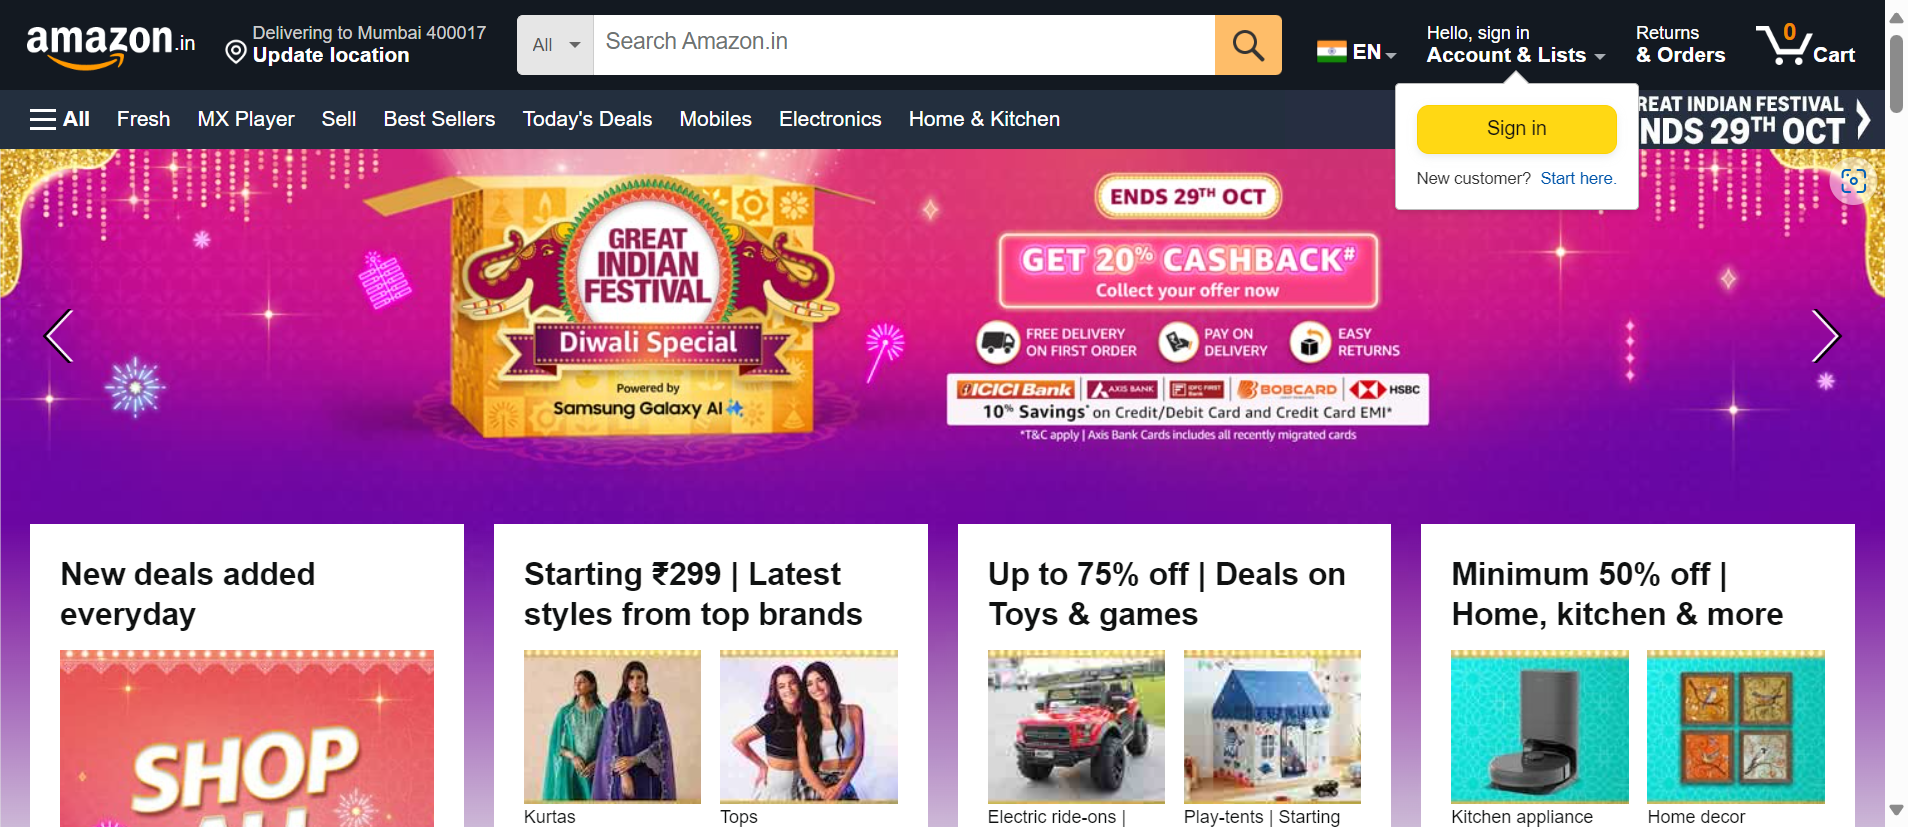 amazon.in
Delivering to Mumbai 400017
Update location
All
Search Amazon.in
EN
Hello, sign in
Account & Lists
Returns
& Orders
0
Cart
All
Fresh
MX Player
Sell
Best Sellers
Today's Deals
Mobiles
Electronics
Home & Kitchen
REAT INDIAN FESTIVAL
NDS 29TH OCT
Sign in
New customer? Start here.
GREAT
INDIAN
FESTIVAL
Diwali Special
Powered by
Samsung Galaxy AI
ENDS 29TH OCT
GET 20% CASHBACK#
Collect your offer now
FREE DELIVERY
ON FIRST ORDER
PAY ON
DELIVERY
EASY
RETURNS
ICICI Bank
AXIS BANK
IDFC FIRST
Bank
BOBCARD
HSBC
10% Savings* on Credit/Debit Card and Credit Card EMI*
*T&C apply | Axis Bank Cards includes all recently migrated cards
New deals added
everyday
SHOP
ALL
Starting ₹299 | Latest
styles from top brands
Kurtas
Tops
Up to 75% off | Deals on
Toys & games
Electric ride-ons |
Play-tents | Starting
Minimum 50% off |
Home, kitchen & more
Kitchen appliance
Home decor